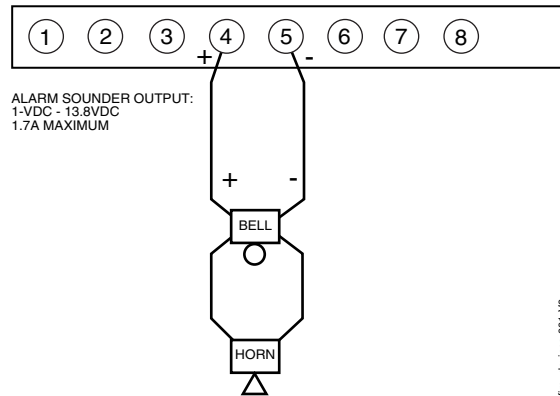 1 2 3 4 5 6 7 8
+ -
ALARM SOUNDER OUTPUT:
1-VDC - 13.8VDC
1.7A MAXIMUM
+ -
BELL
HORN